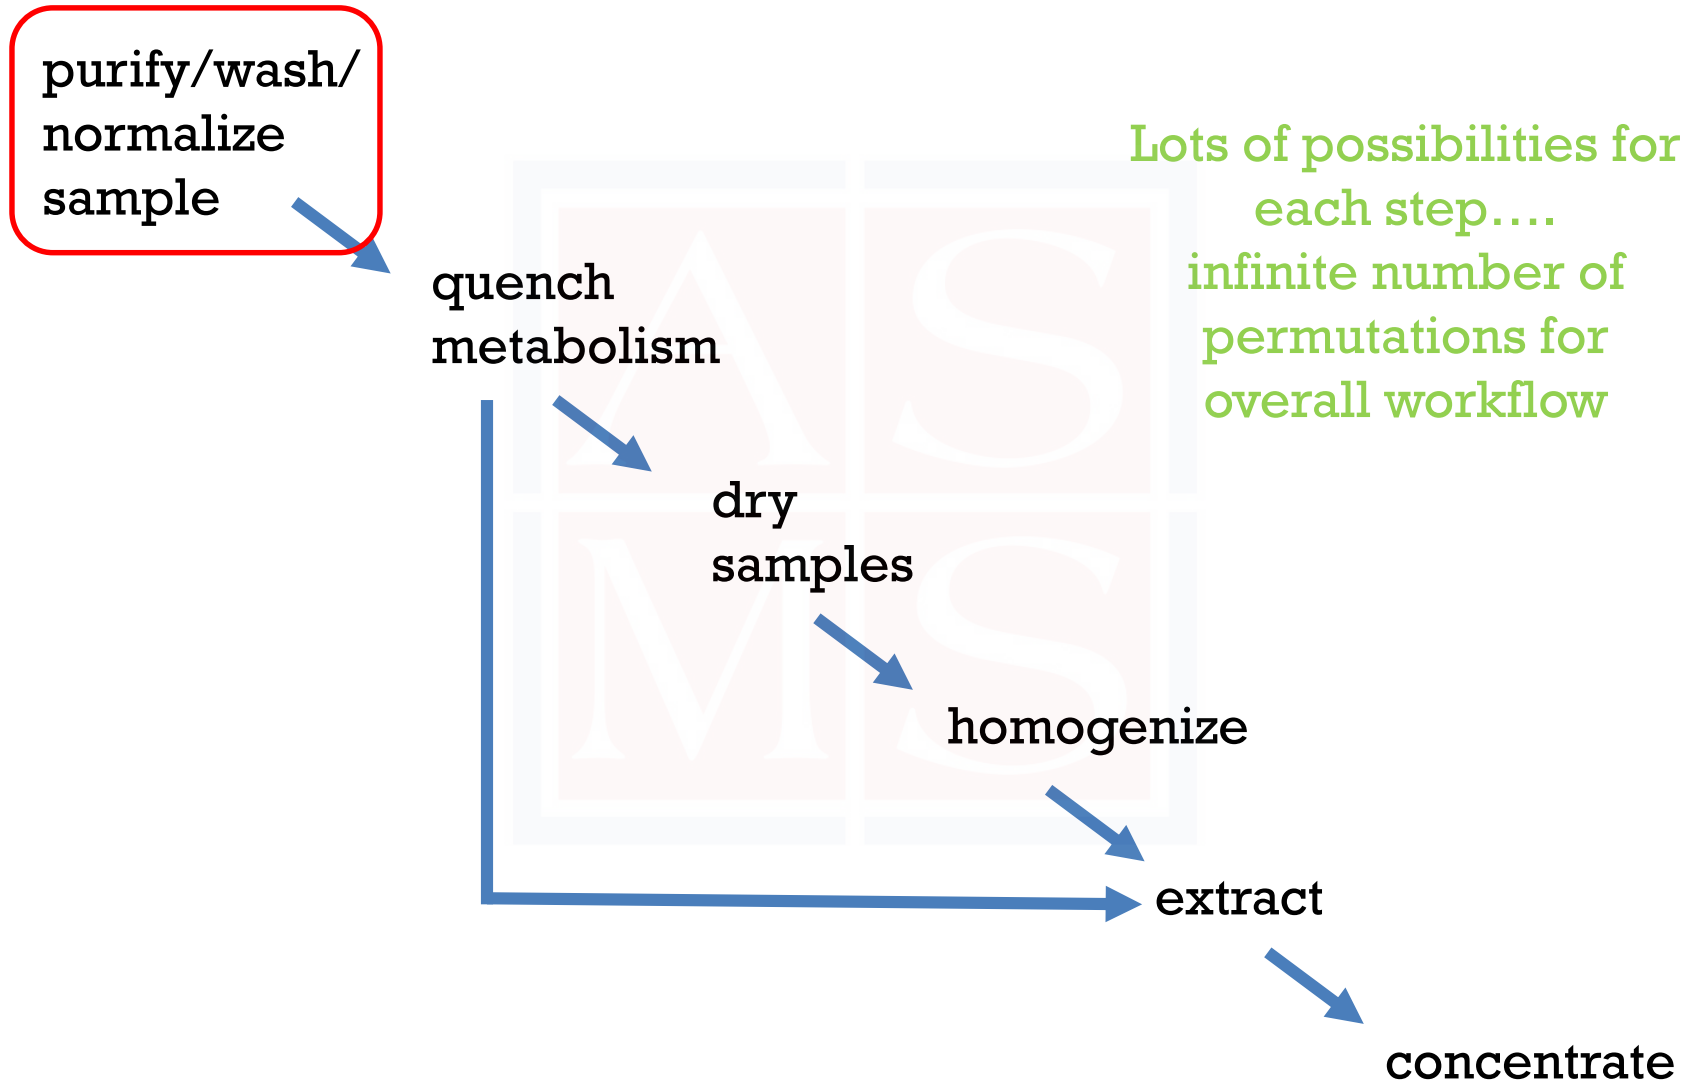 purify/wash/
normalize
sample
Lots of possibilities for
each step....
infinite number of
permutations for
overall workflow
quench
metabolism
dry
samples
homogenize
extract
concentrate
A S
M S